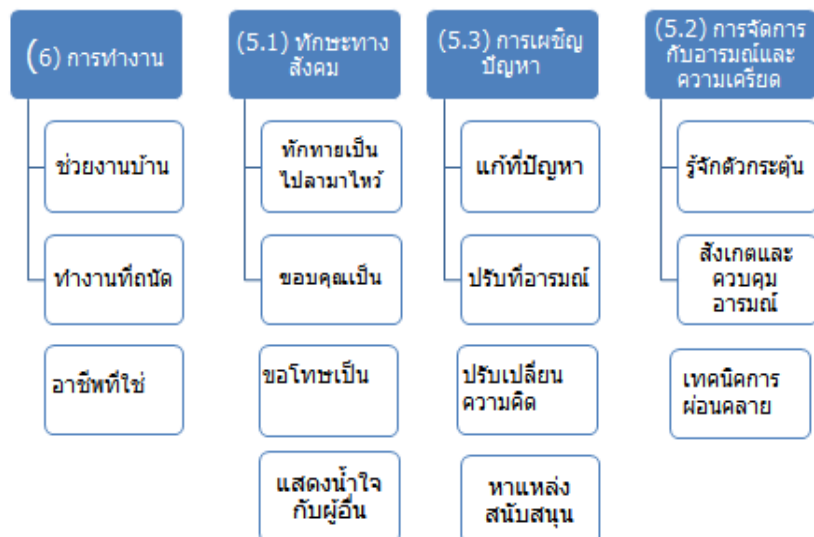 (6) การทำงาน
ช่วยงานบ้าน
ทำงานที่ถนัด
อาชีพที่ใช่
(5.1) ทักษะทาง
สังคม
ทักทายเป็น
ไปลามาไหว้
ขอบคุณเป็น
ขอโทษเป็น
แสดงน้ำใจ
กับผู้อื่น
(5.3) การเผชิญ
ปัญหา
แก้ที่ปัญหา
ปรับที่อารมณ์
ปรับเปลี่ยน
ความคิด
หาแหล่ง
สนับสนุน
(5.2) การจัดการ
กับอารมณ์และ
ความเครียด
รู้จักตัวกระตุ้น
สังเกตและ
ควบคุม
อารมณ์
เทคนิคการ
ผ่อนคลาย